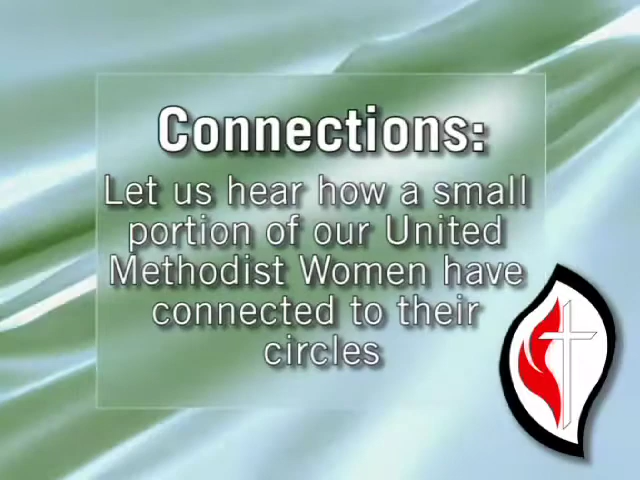 Connections:
Let us hear how a small
portion of our United
Methodist Women have
connected to their
circles